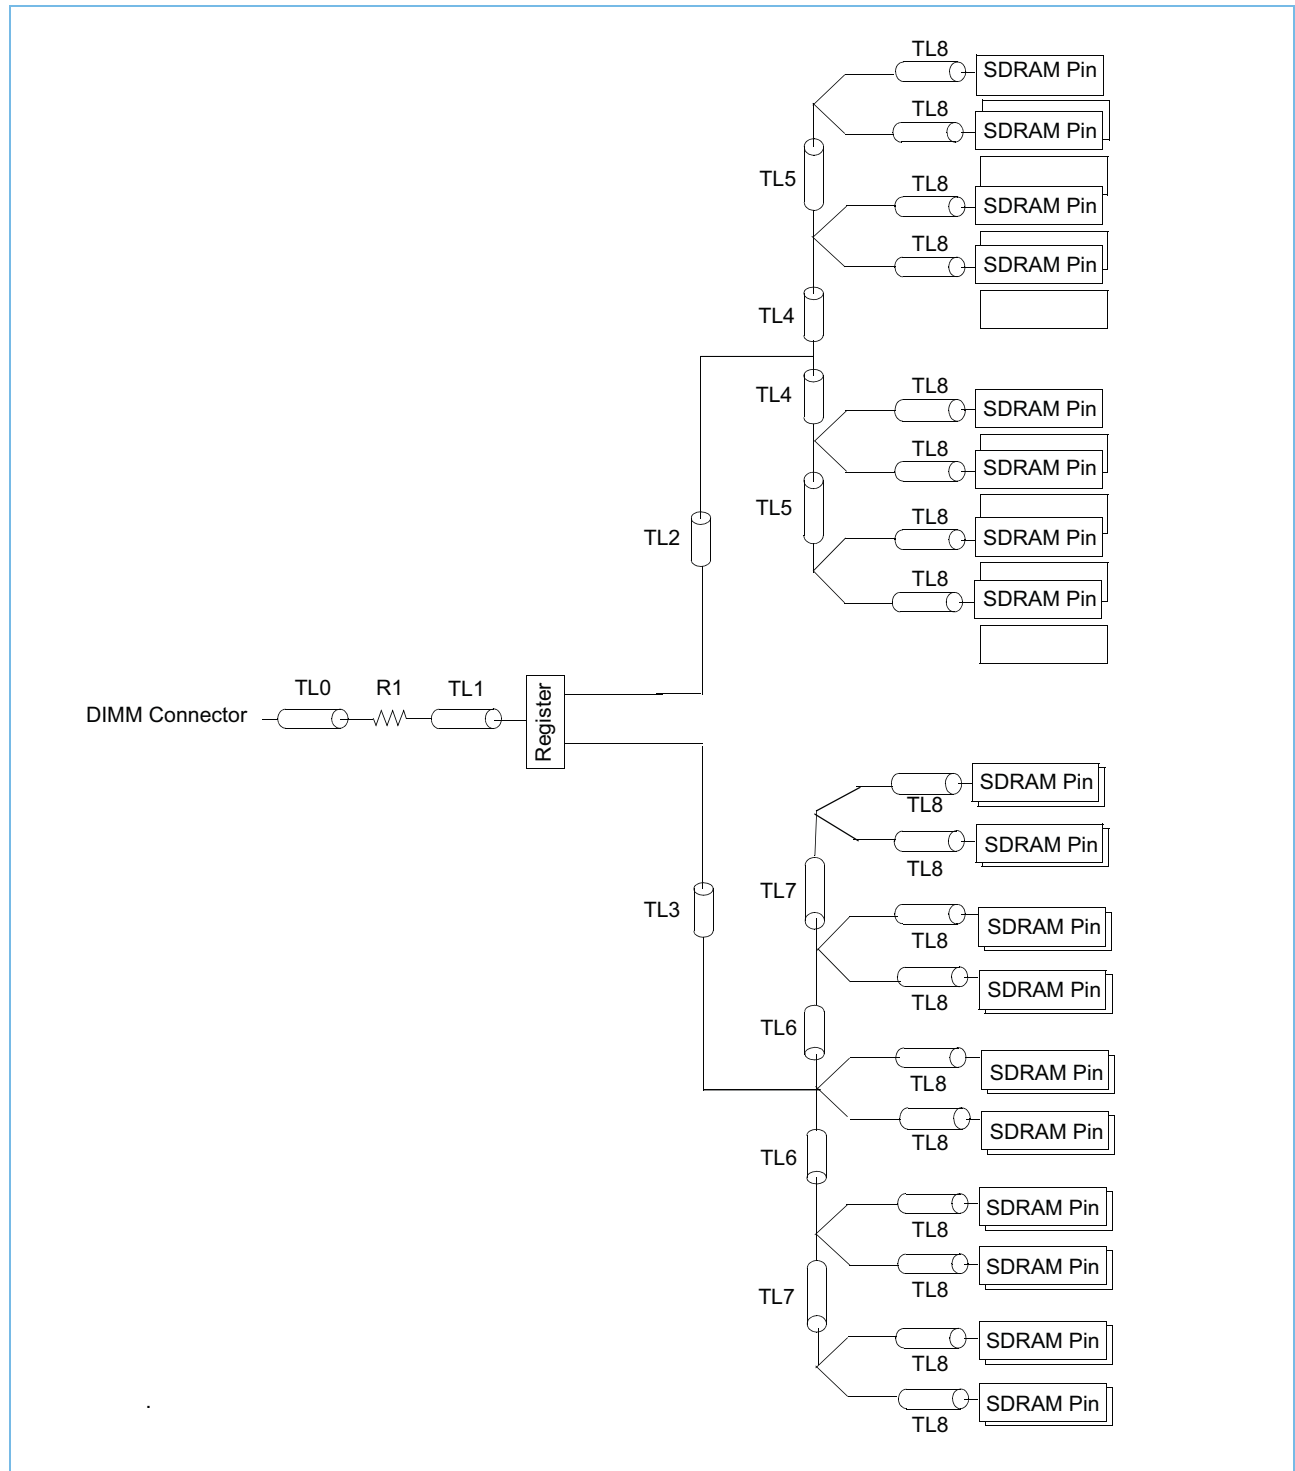 TL8
SDRAM Pin
TL8
SDRAM Pin
TL5
TL8
SDRAM Pin
TL8
SDRAM Pin
TL4
TL4
TL8
SDRAM Pin
TL8
SDRAM Pin
TL5
TL8
SDRAM Pin
TL2
TL8
SDRAM Pin
TL0
R1
TL1
Register
DIMM Connector
SDRAM Pin
TL8
SDRAM Pin
TL8
TL7
TL3
SDRAM Pin
TL8
SDRAM Pin
TL8
TL6
SDRAM Pin
TL8
SDRAM Pin
TL8
TL6
SDRAM Pin
TL8
SDRAM Pin
TL8
TL7
SDRAM Pin
TL8
SDRAM Pin
TL8
.